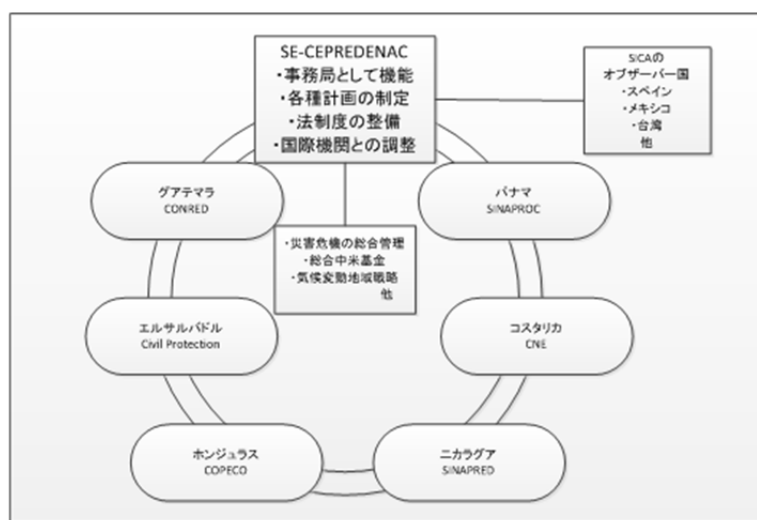 SE-CEPREDENAC
・事務局として機能
・各種計画の制定
・法制度の整備
・国際機関との調整
SICAの
オブザーバー国
・スペイン
・メキシコ
・台湾
他
グアテマラ
CONRED
パナマ
SINAPROC
・災害危機の総合管理
・総合中米基金
・気候変動地域戦略
他
エルサルバドル
Civil Protection
コスタリカ
CNE
ホンジュラス
COPECO
ニカラグア
SINAPRED